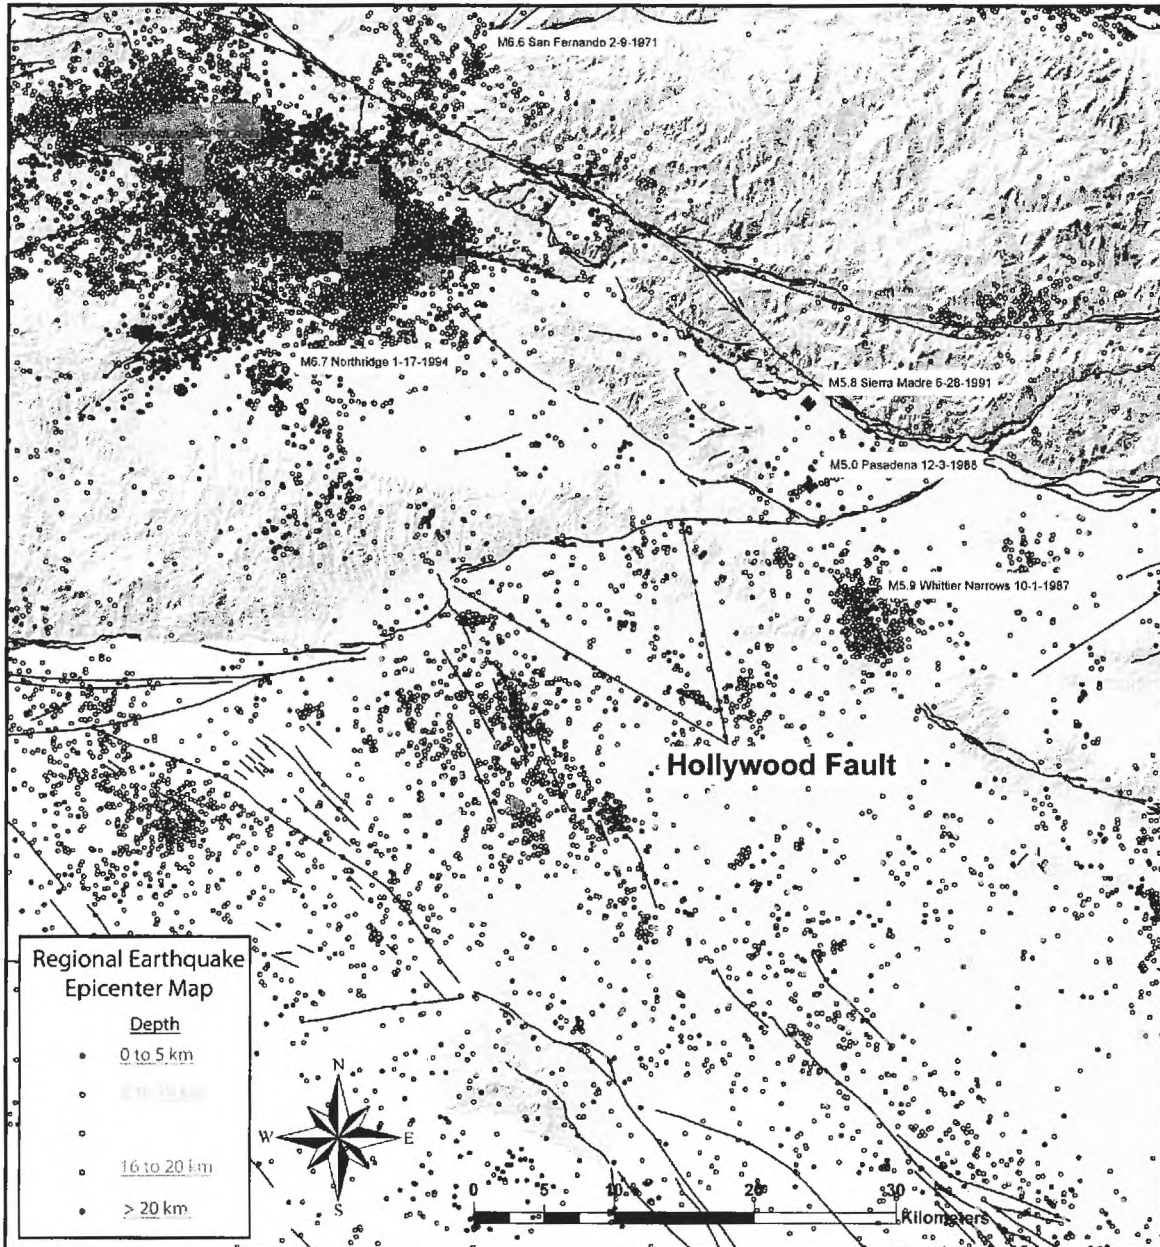 M6.6 San Fernando 2-9-1971
M6.7 Northridge 1-17-1994
M5.8 Sierra Madre 6-28-1991
M5.0 Pasadena 12-3-1988
M5.9 Whittier Narrows 10-1-1987
Hollywood Fault
Regional Earthquake
Epicenter Map
Depth
0 to 5 km
16 to 20 km
> 20 km
N
W E
S
0 5 10 20 30
Kilometers